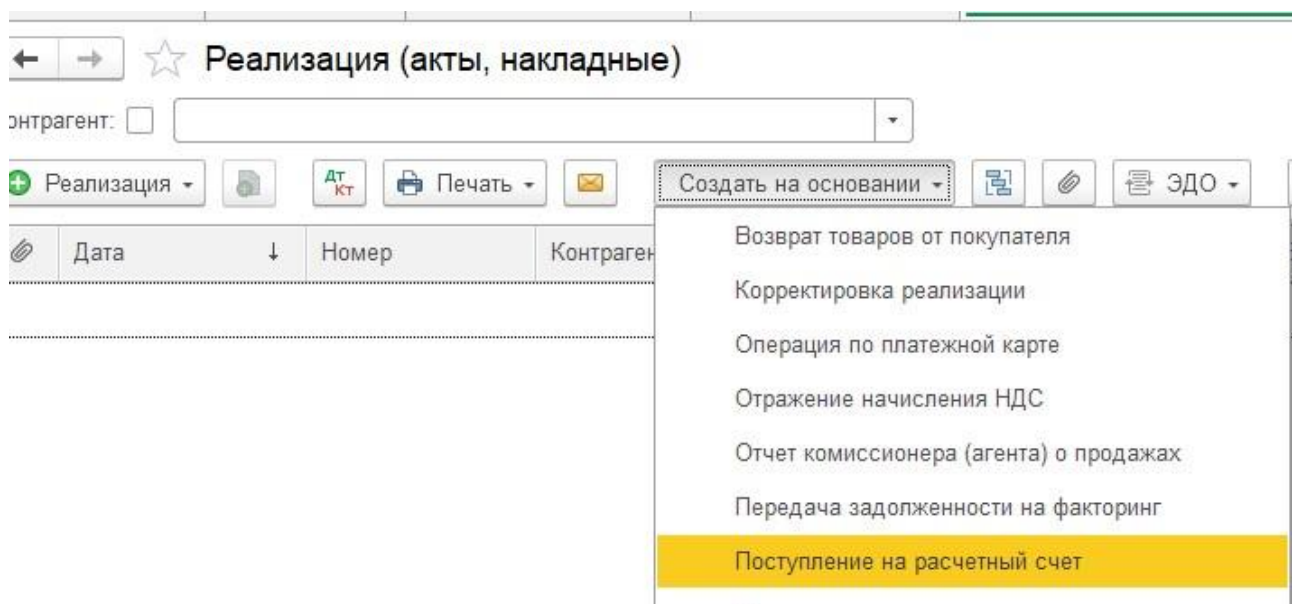 Реализация (акты, накладные)
онтрагент:
Реализация Дт Кт Печать Создать на основании ЭДО
Дата ↓ Номер Контраген
Возврат товаров от покупателя
Корректировка реализации
Операция по платежной карте
Отражение начисления НДС
Отчет комиссионера (агента) о продажах
Передача задолженности на факторинг
Поступление на расчетный счет